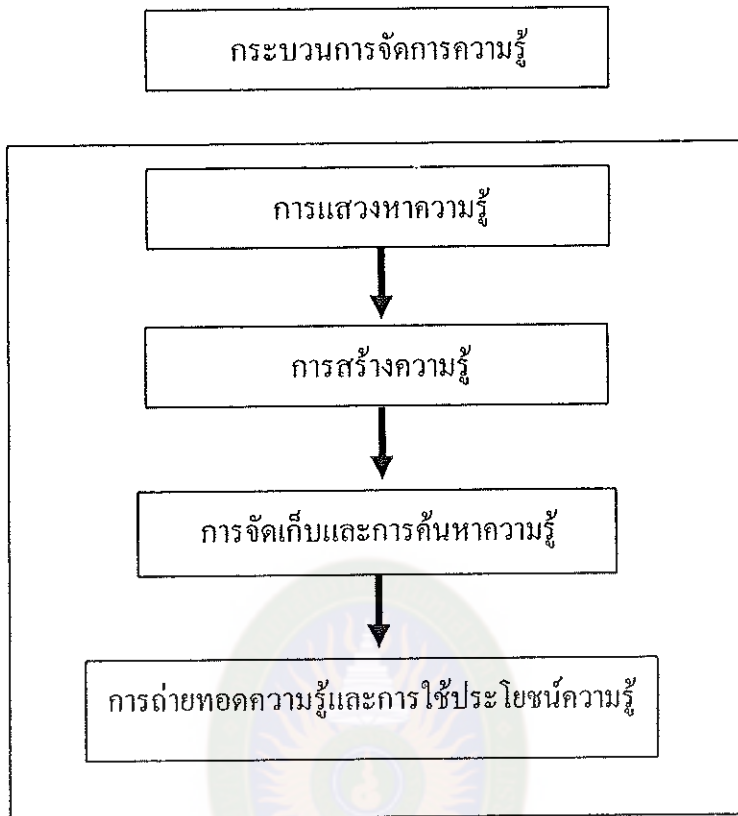 กระบวนการจัดการความรู้
การแสวงหาความรู้
การสร้างความรู้
การจัดเก็บและการค้นหาความรู้
การถ่ายทอดความรู้และการใช้ประโยชน์ความรู้